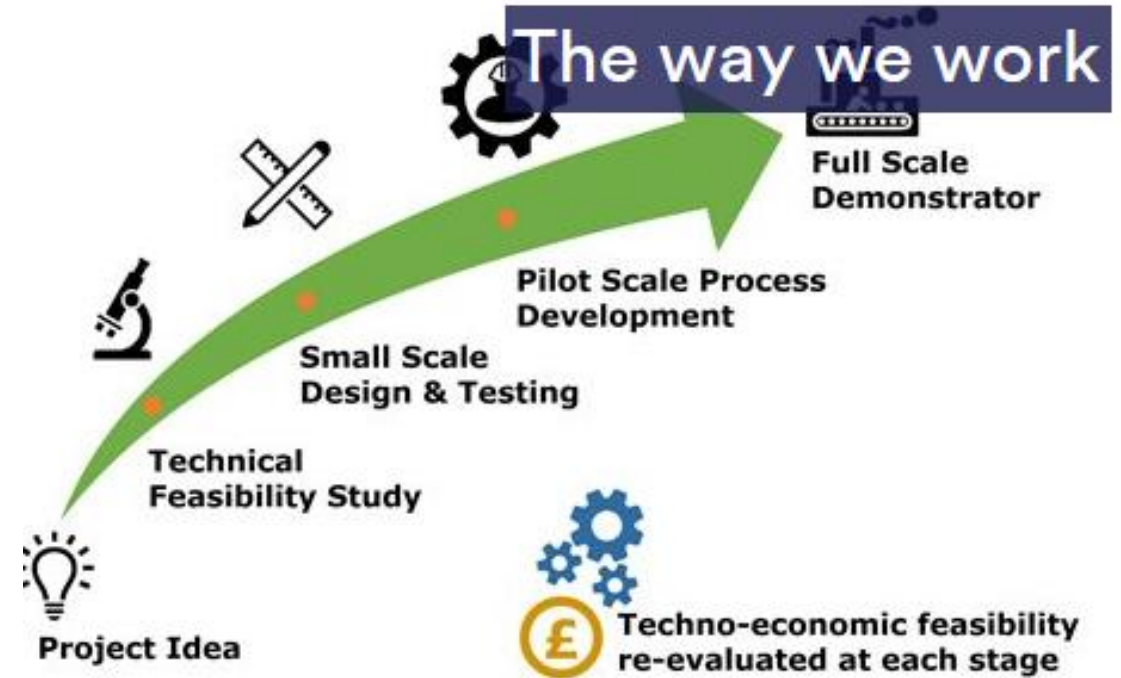 The way we work
Full Scale
Demonstrator
Pilot Scale Process
Development
Small Scale
Design & Testing
Technical
Feasibility Study
Project Idea
£
Techno-economic feasibility
re-evaluated at each stage